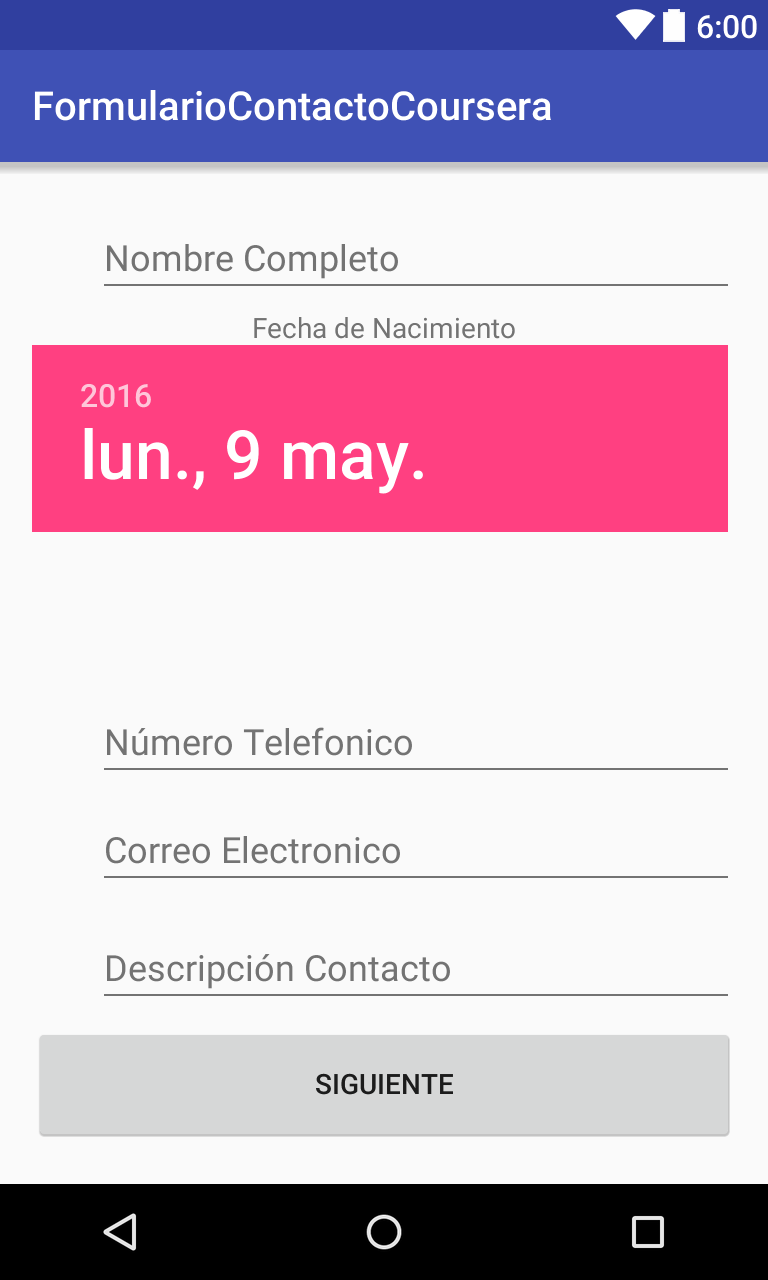 6:00
FormularioContactoCoursera
Nombre Completo
Fecha de Nacimiento
2016
lun., 9 may.
Número Telefonico
Correo Electronico
Descripción Contacto
SIGUIENTE